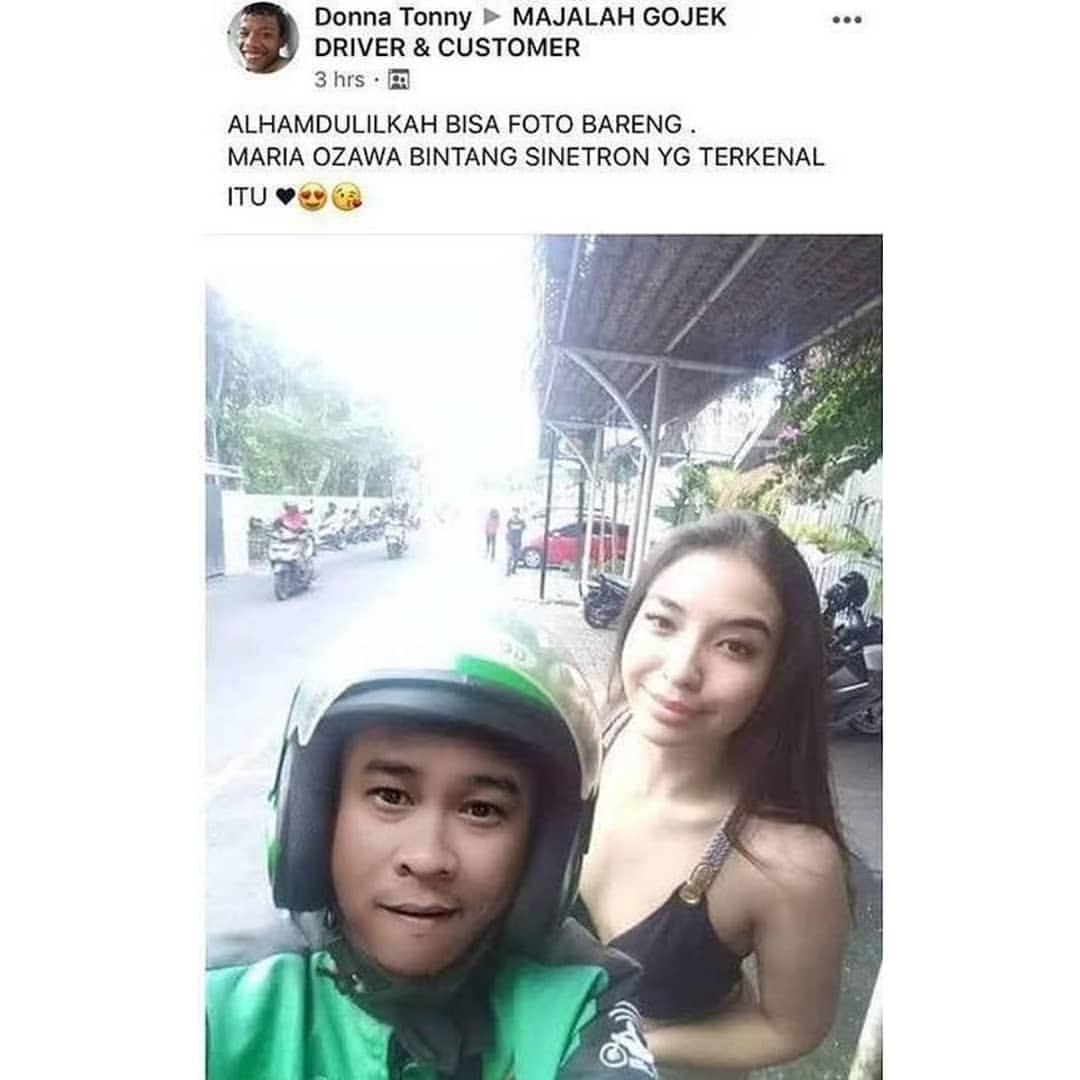 Donna Tonny ▶ MAJALAH GOJEK
DRIVER & CUSTOMER
3 hrs ·
ALHAMDULILKAH BISA FOTO BARENG .
MARIA OZAWA BINTANG SINETRON YG TERKENAL
ITU ♥😍😘